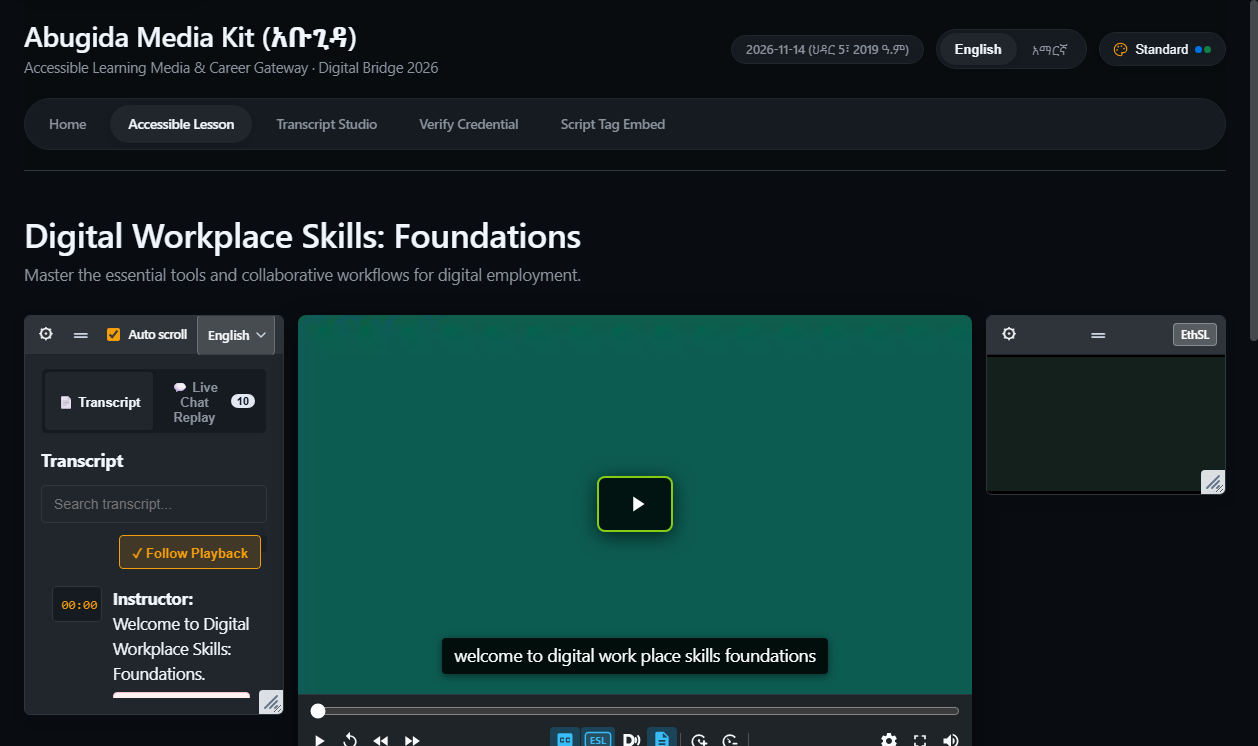 Abugida Media Kit (አቡጊዳ)
Accessible Learning Media & Career Gateway · Digital Bridge 2026
2026-11-14 (ህዳር 5፣ 2019 ዓ.ም)
English
አማርኛ
Standard
Home
Accessible Lesson
Transcript Studio
Verify Credential
Script Tag Embed
Digital Workplace Skills: Foundations
Master the essential tools and collaborative workflows for digital employment.
Auto scroll
English
Transcript
Live
Chat
Replay
10
Transcript
Search transcript...
✓ Follow Playback
00:00
Instructor:
Welcome to Digital
Workplace Skills:
Foundations.
welcome to digital work place skills foundations
CC
ESL
D
EthSL